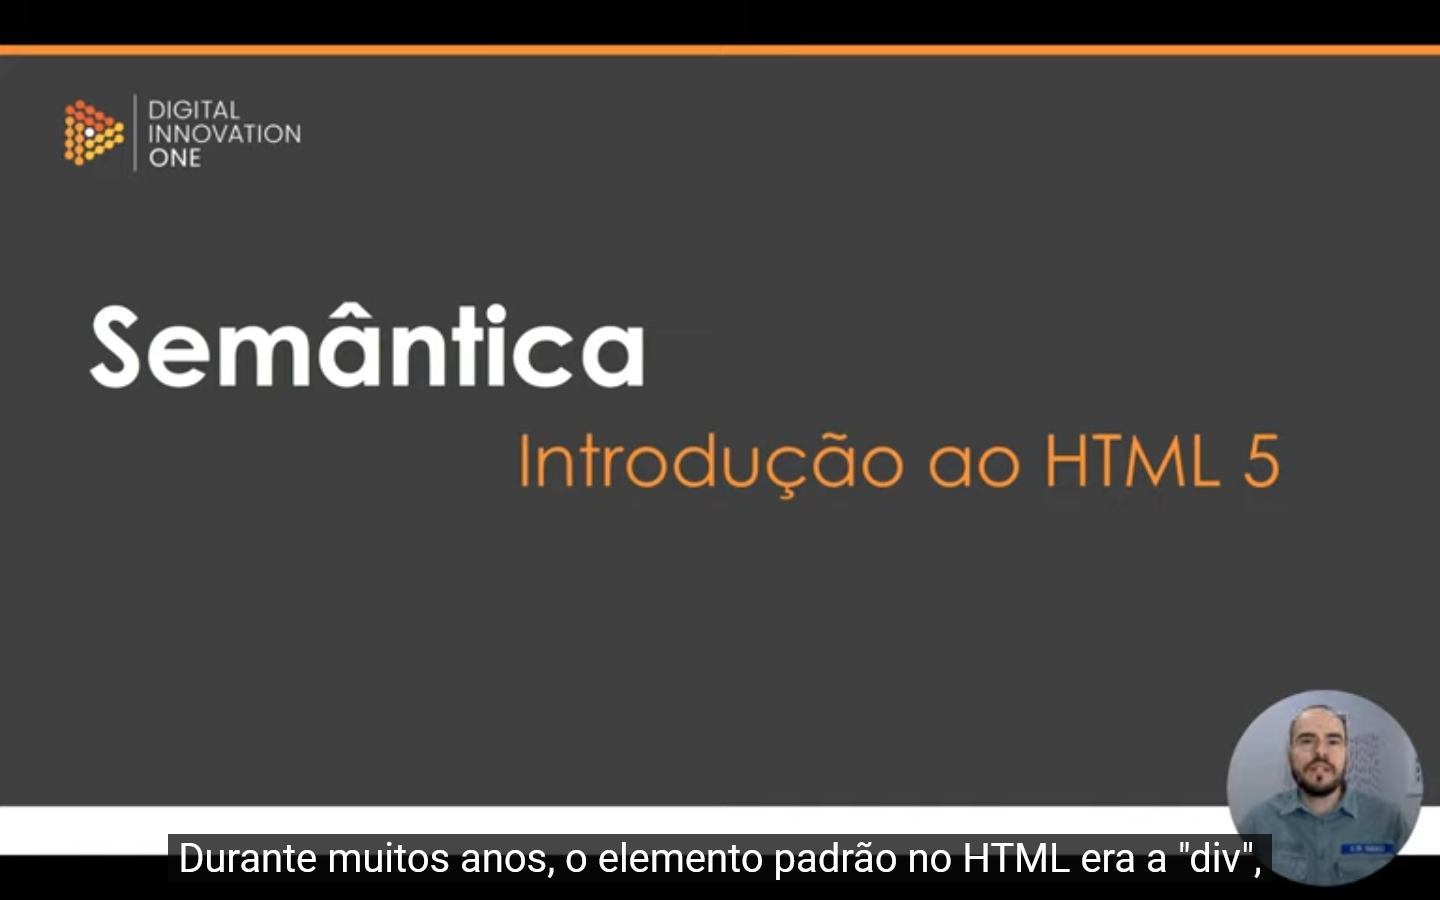 DIGITAL
INNOVATION
ONE
Semântica
Introdução ao HTML 5
Durante muitos anos, o elemento padrão no HTML era a "div",